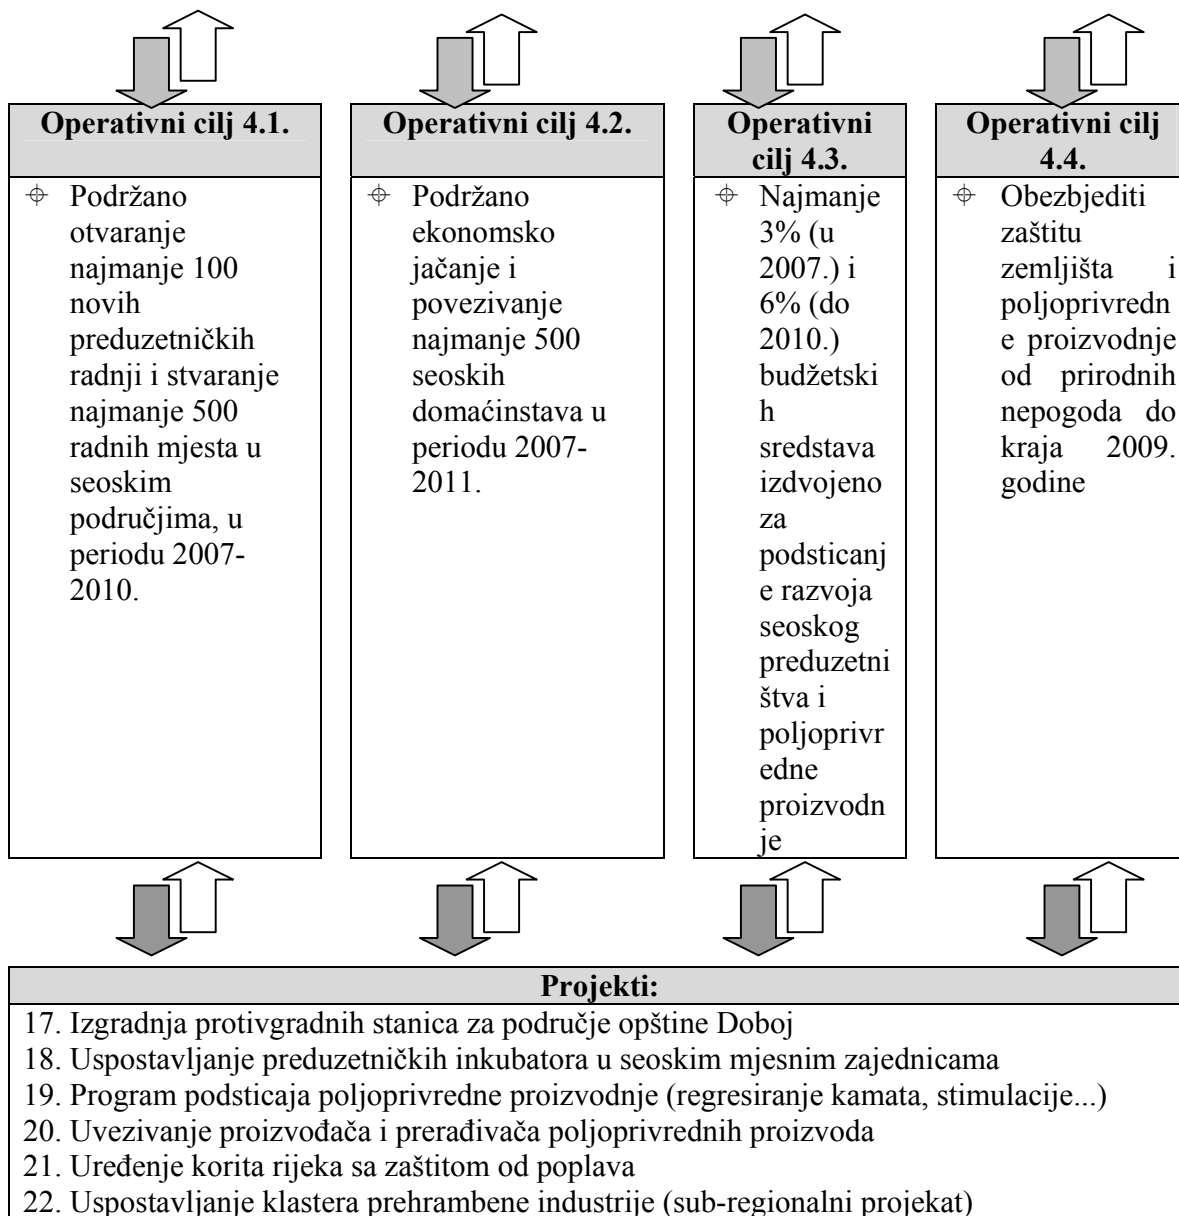 Operativni cilj 4.1.
Podržano
otvaranje
najmanje 100
novih
preduzetničkih
radnji i stvaranje
najmanje 500
radnih mjesta u
seoskim
područjima, u
periodu 2007-
2010.
Operativni cilj 4.2.
Podržano
ekonomsko
jačanje i
povezivanje
najmanje 500
seoskih
domaćinstava u
periodu 2007-
2011.
Operativni
cilj 4.3.
Najmanje
3% (u
2007.) i
6% (do
2010.)
budžetski
h
sredstava
izdvojeno
za
podsticanj
e razvoja
seoskog
preduzetni
štva i
poljoprivr
edne
proizvodn
je
Operativni cilj
4.4.
Obezbjediti
zaštitu
zemljišta i
poljoprivredn
e proizvodnje
od prirodnih
nepogoda do
kraja 2009.
godine
Projekti:
17. Izgradnja protivgradnih stanica za područje opštine Doboj
18. Uspostavljanje preduzetničkih inkubatora u seoskim mjesnim zajednicama
19. Program podsticaja poljoprivredne proizvodnje (regresiranje kamata, stimulacije...)
20. Uvezivanje proizvođača i prerađivača poljoprivrednih proizvoda
21. Uređenje korita rijeka sa zaštitom od poplava
22. Uspostavljanje klastera prehrambene industrije (sub-regionalni projekat)